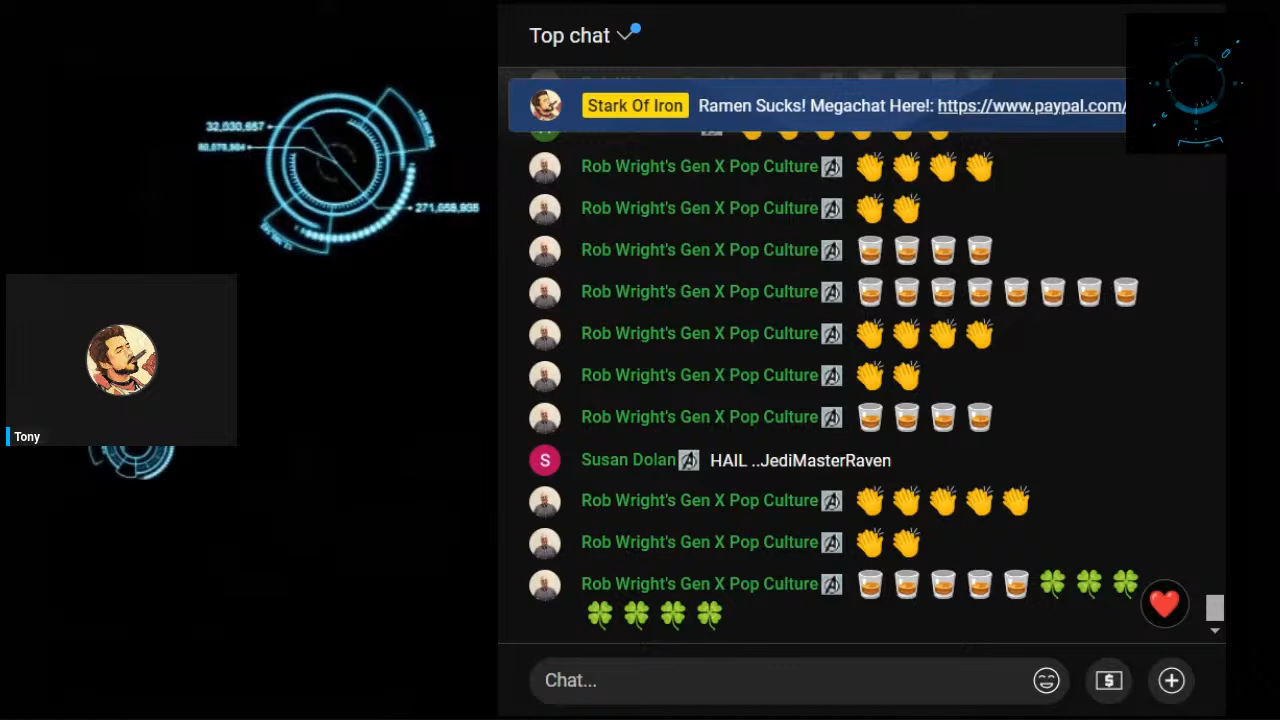 Top chat
Stark Of Iron Ramen Sucks! Megachat Here!: https://www.paypal.com/
32,030,657
271,658,935
Rob Wright's Gen X Pop Culture
Rob Wright's Gen X Pop Culture
Rob Wright's Gen X Pop Culture
Rob Wright's Gen X Pop Culture
Rob Wright's Gen X Pop Culture
Rob Wright's Gen X Pop Culture
Rob Wright's Gen X Pop Culture
Tony
S Susan Dolan HAIL ..JediMasterRaven
Rob Wright's Gen X Pop Culture
Rob Wright's Gen X Pop Culture
Rob Wright's Gen X Pop Culture
Chat...